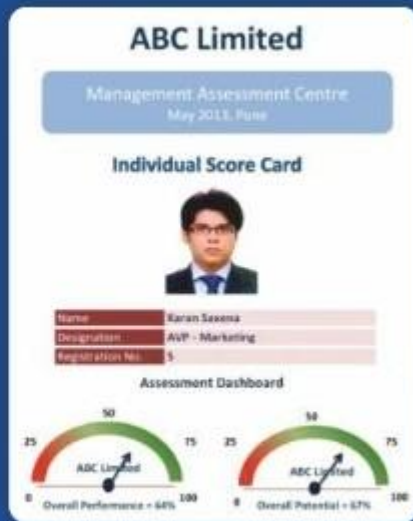 ABC Limited
Management Assessment Centre
May 2013, Pune
Individual Score Card
Name Karan Saxena
Designation AVP - Marketing
Registration No. 5
Assessment Dashboard
50 50
25 75 25 75
ABC Limited ABC Limited
0 100 0 100
Overall Performance = 64% Overall Potential = 67%